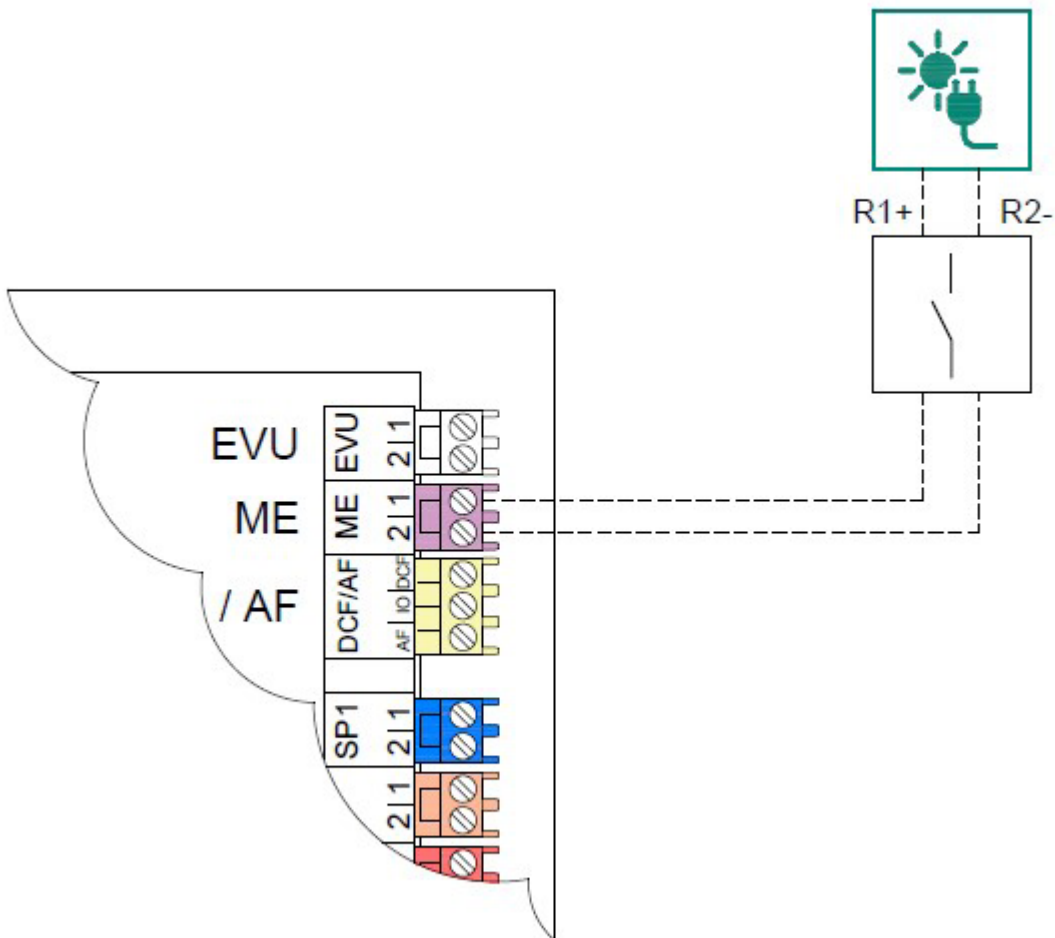 R1+ R2-
EVU EVU 2|1
ME ME 2|1
/ AF DCF/AF AF | IO | DCF
SP1 2|1
2|1